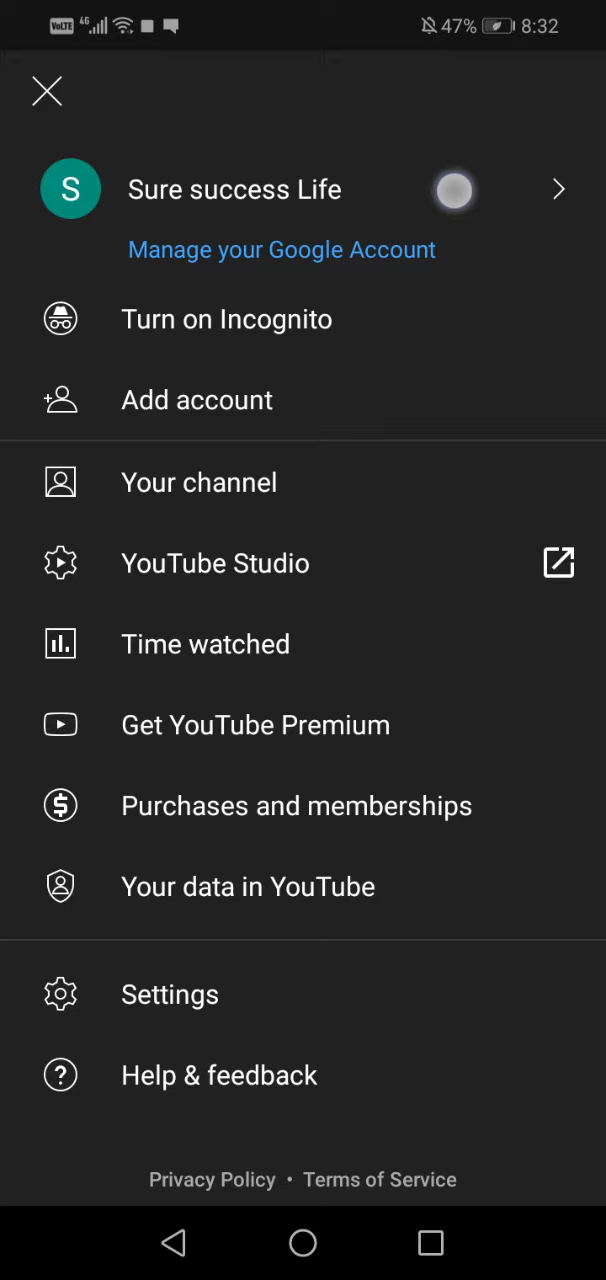 VoLTE 4G 47% 8:32
S Sure success Life
Manage your Google Account
Turn on Incognito
Add account
Your channel
YouTube Studio
Time watched
Get YouTube Premium
Purchases and memberships
Your data in YouTube
Settings
Help & feedback
Privacy Policy • Terms of Service